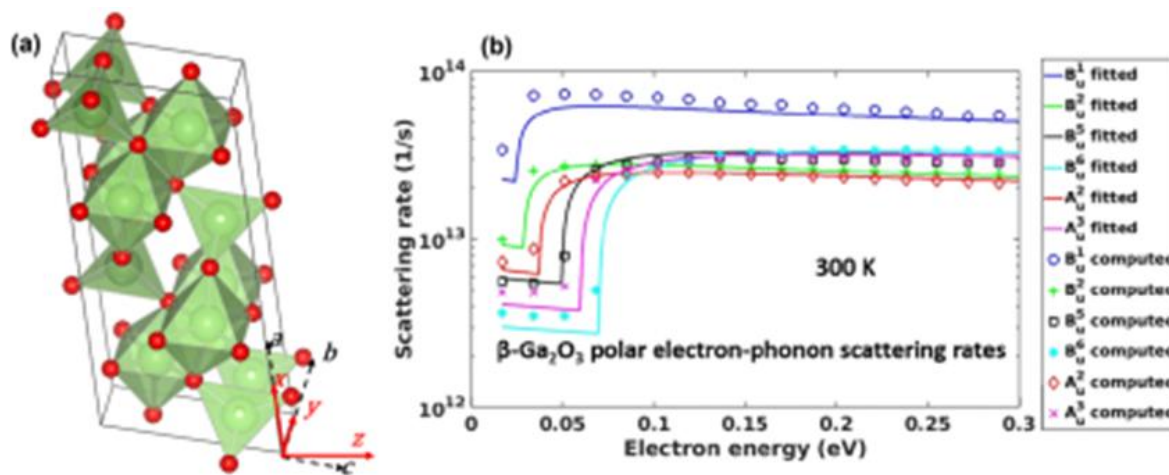 (a)
a
b
x
y
z
c
(b)
Scattering rate (1/s)
10¹⁴
10¹³
10¹²
0
0.05
0.1
0.15
0.2
0.25
0.3
Electron energy (eV)
300 K
β-Ga₂O₃ polar electron-phonon scattering rates
B¹ᵤ fitted
B²ᵤ fitted
B⁵ᵤ fitted
B⁶ᵤ fitted
A²ᵤ fitted
A³ᵤ fitted
B¹ᵤ computed
B²ᵤ computed
B⁵ᵤ computed
B⁶ᵤ computed
A²ᵤ computed
A³ᵤ computed